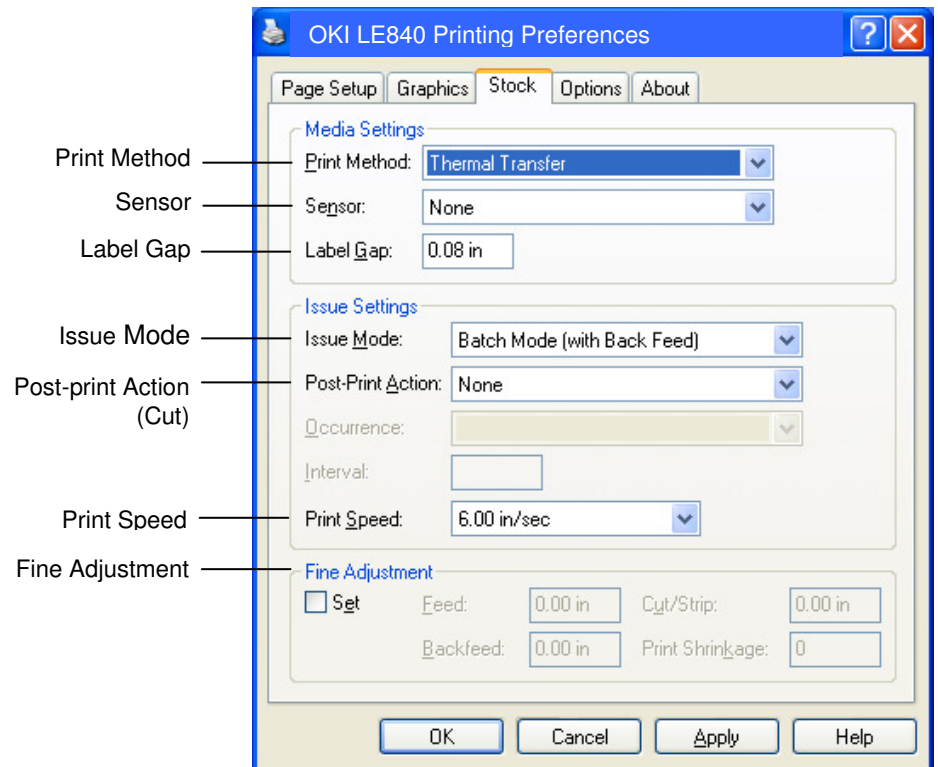 OKI LE840 Printing Preferences
Page Setup Graphics Stock Options About
Media Settings
Print Method
Print Method: Thermal Transfer
Sensor
Sensor: None
Label Gap
Label Gap: 0.08 in
Issue Settings
Issue Mode
Issue Mode: Batch Mode (with Back Feed)
Post-print Action
(Cut)
Post-Print Action: None
Occurrence:
Interval:
Print Speed
Print Speed: 6.00 in/sec
Fine Adjustment
Fine Adjustment
Set Feed: 0.00 in Cut/Strip: 0.00 in
Backfeed: 0.00 in Print Shrinkage: 0
OK Cancel Apply Help